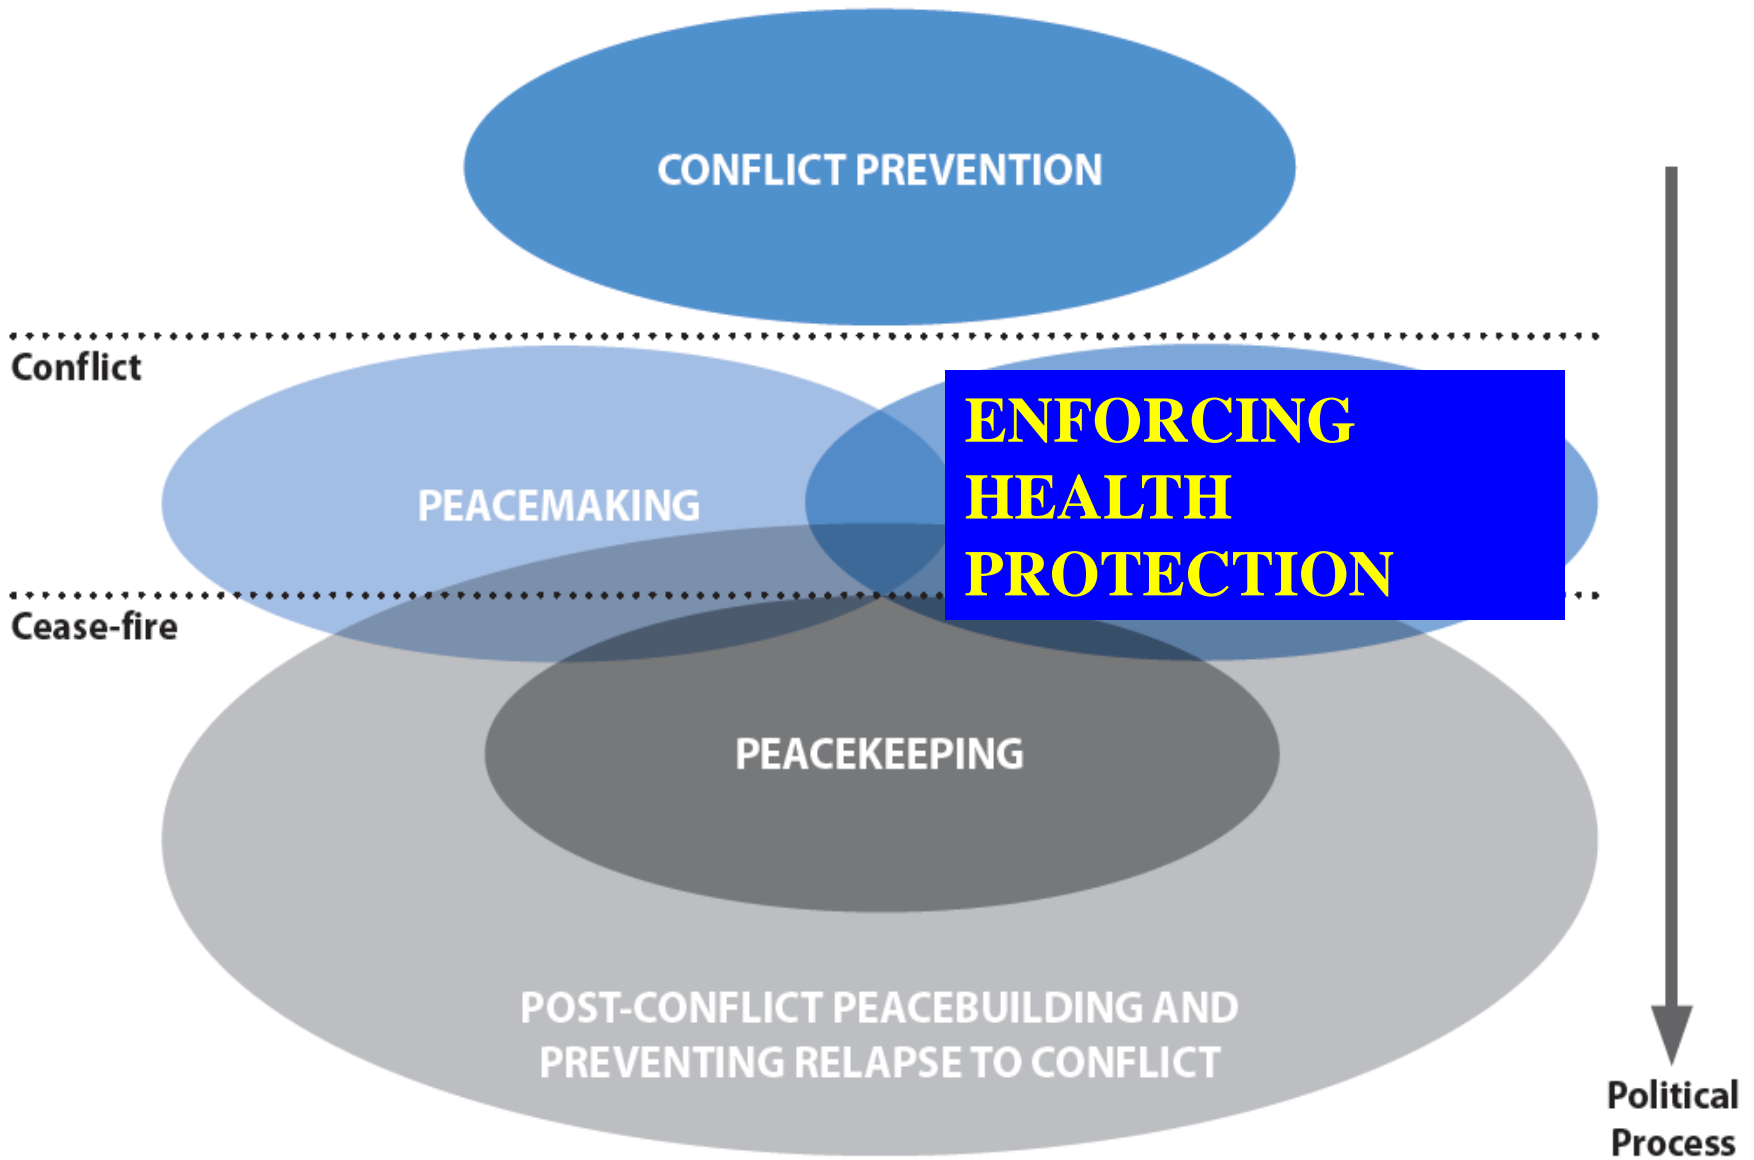 CONFLICT PREVENTION
Conflict
ENFORCING
HEALTH
PROTECTION
PEACEMAKING
Cease-fire
PEACEKEEPING
POST-CONFLICT PEACEBUILDING AND
PREVENTING RELAPSE TO CONFLICT
Political
Process